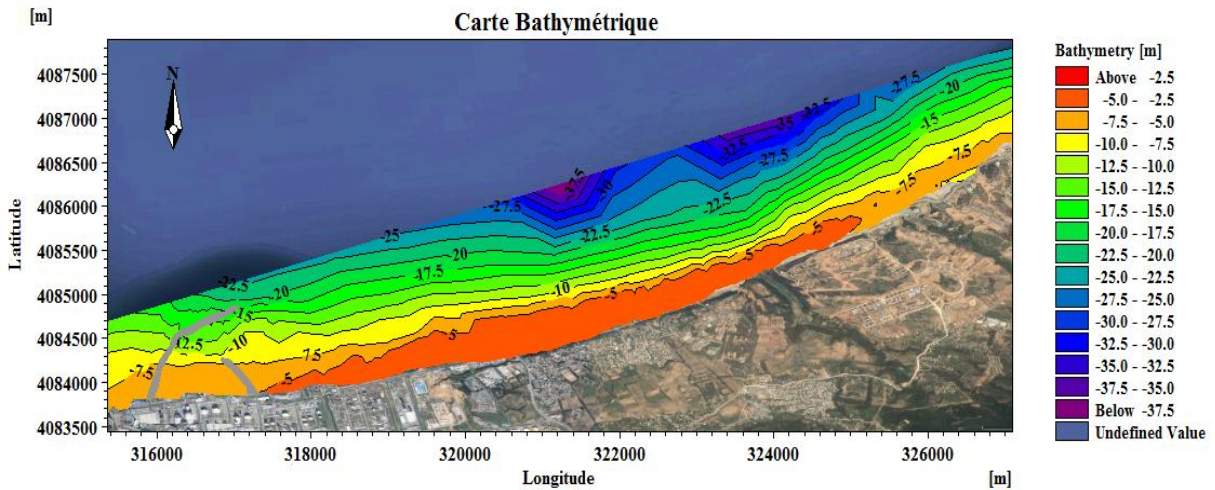 [m]
Carte Bathymétrique
N
4087500
4087000
4086500
4086000
4085500
4085000
4084500
4084000
4083500
Latitude
316000 318000 320000 322000 324000 326000
Longitude [m]
-27.5
-20
-15
-32.5
-35
-32.5
-27.5
-7.5
-7.5
-37.5
-30
-27.5
-22.5
-22.5
-25
-20
-17.5
-5
-10
-5
-22.5
-20
-15
12.5
-10
-7.5
-7.5
-5
-5
Bathymetry [m]
Above -2.5
-5.0 - -2.5
-7.5 - -5.0
-10.0 - -7.5
-12.5 - -10.0
-15.0 - -12.5
-17.5 - -15.0
-20.0 - -17.5
-22.5 - -20.0
-25.0 - -22.5
-27.5 - -25.0
-30.0 - -27.5
-32.5 - -30.0
-35.0 - -32.5
-37.5 - -35.0
Below -37.5
Undefined Value